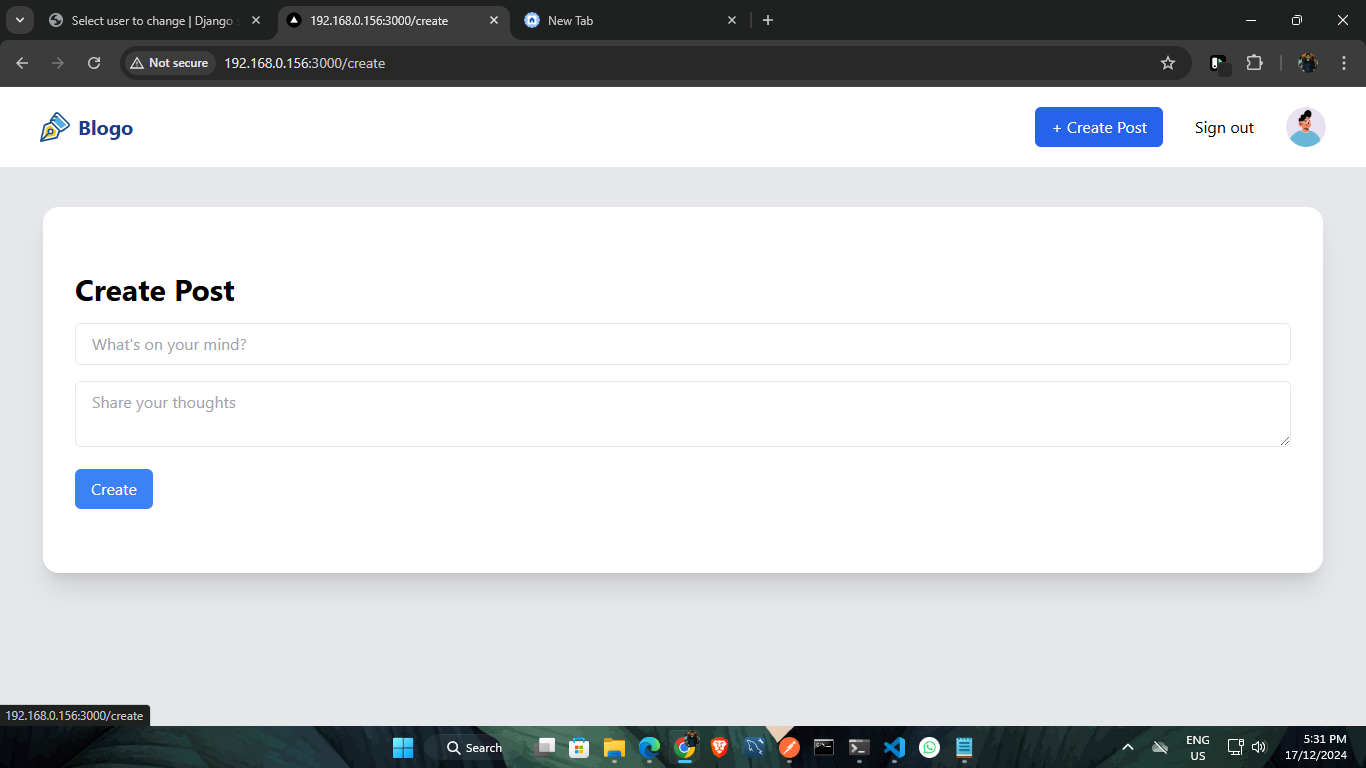 Select user to change | Django
192.168.0.156:3000/create
New Tab
Not secure
192.168.0.156:3000/create
Blogo
+ Create Post
Sign out
Create Post
What's on your mind?
Share your thoughts
Create
192.168.0.156:3000/create
Search
ENG
US
5:31 PM
17/12/2024